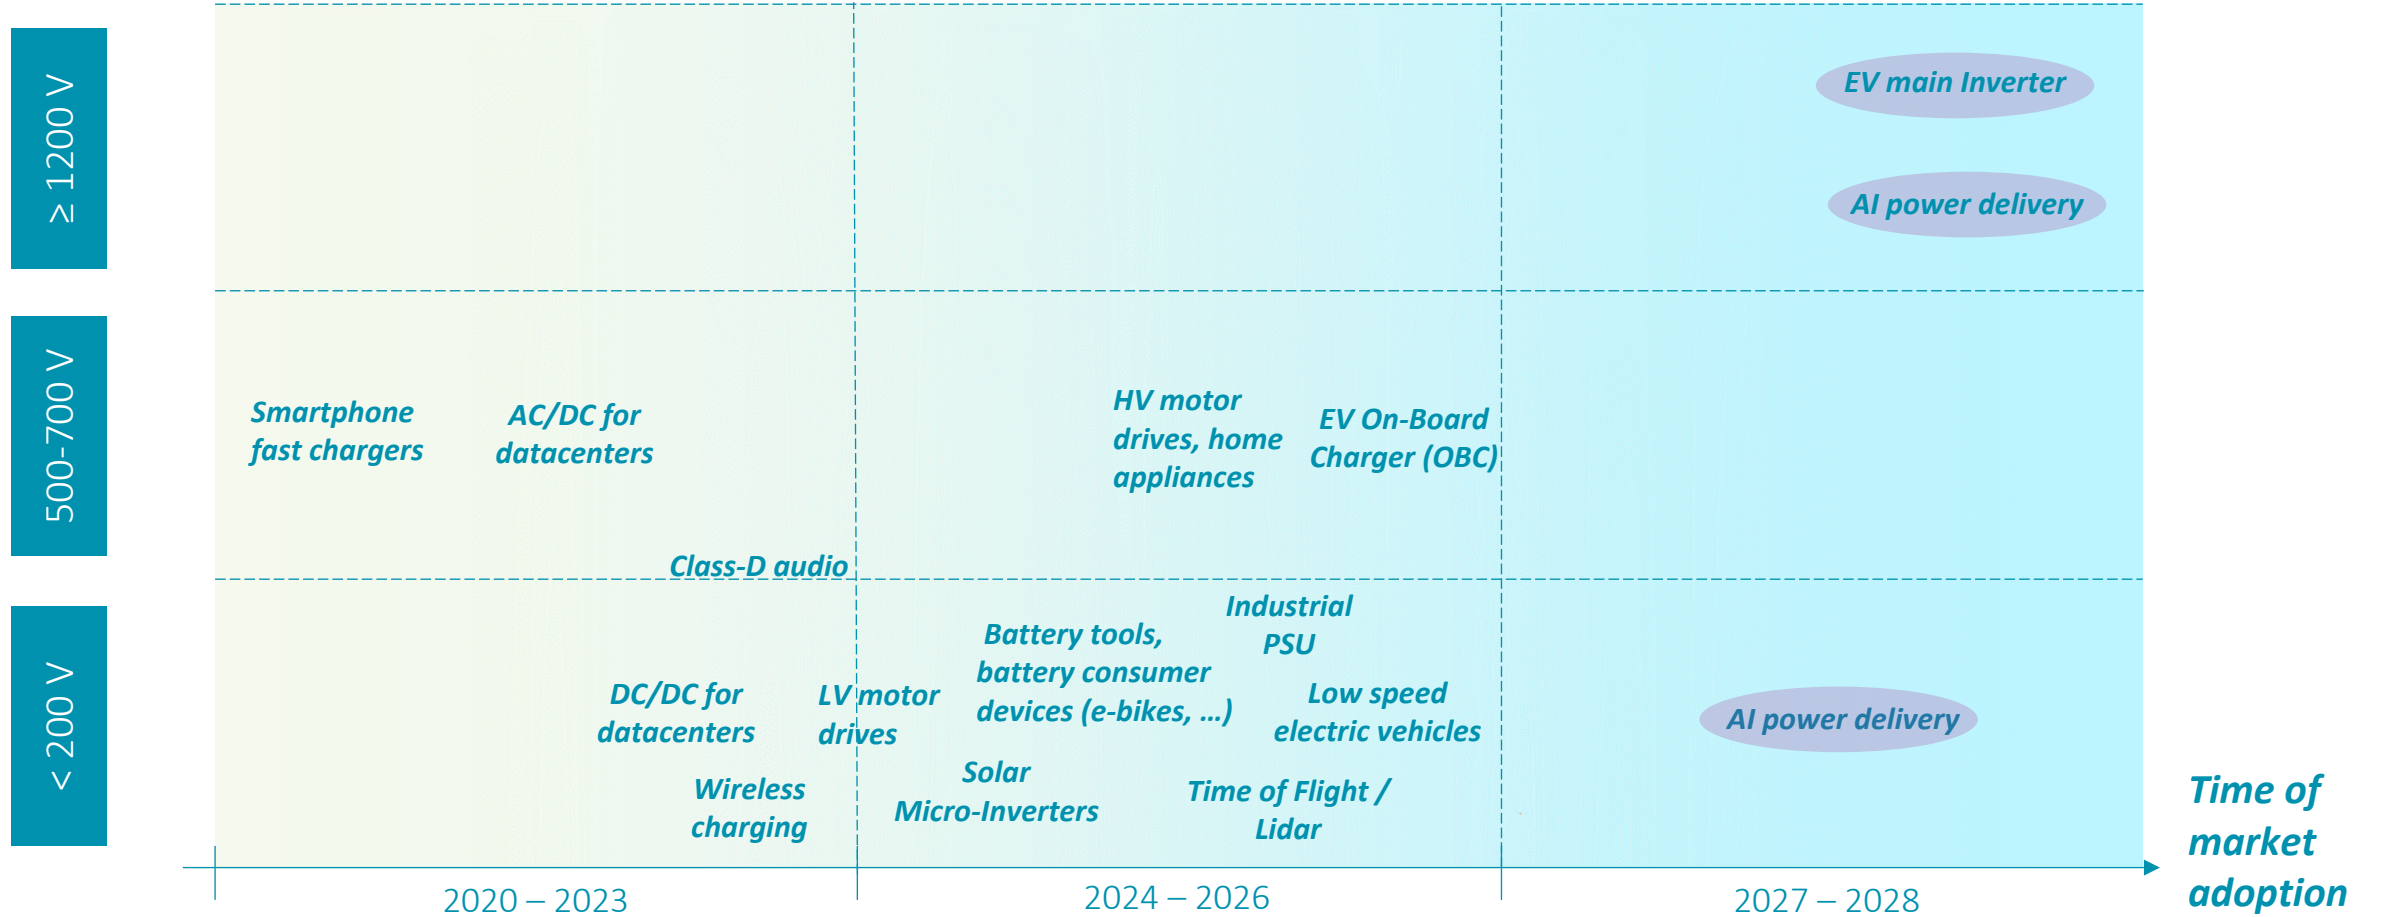 ≥ 1200 V
EV main Inverter
AI power delivery
500-700 V
Smartphone
fast chargers
AC/DC for
datacenters
HV motor
drives, home
appliances
EV On-Board
Charger (OBC)
Class-D audio
< 200 V
DC/DC for
datacenters
Wireless
charging
LV motor
drives
Battery tools,
battery consumer
devices (e-bikes, …)
Solar
Micro-Inverters
Industrial
PSU
Low speed
electric vehicles
Time of Flight /
Lidar
AI power delivery
2020 – 2023
2024 – 2026
2027 – 2028
Time of
market
adoption